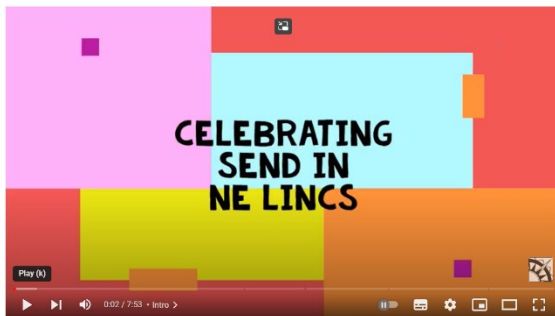 CELEBRATING
SEND IN
NE LINCS
Play (k)
0:02 / 7:53 • Intro >